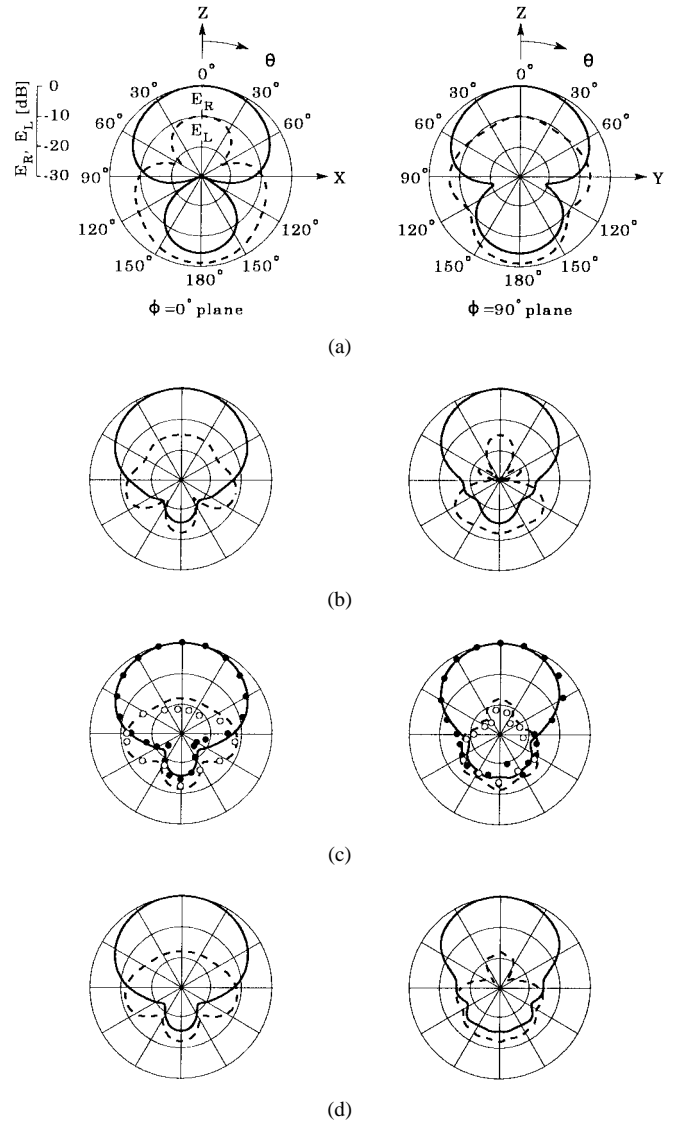 Z Z
θ θ
0° 0°
E_R, E_L [dB]
0
-10
-20
-30
30° 30° 30° 30°
E_R
E_L
60° 60° 60° 60°
90° X 90° Y
120° 120° 120° 120°
150° 150° 150° 150°
180° 180°
ϕ=0° plane ϕ=90° plane
(a)
(b)
(c)
(d)